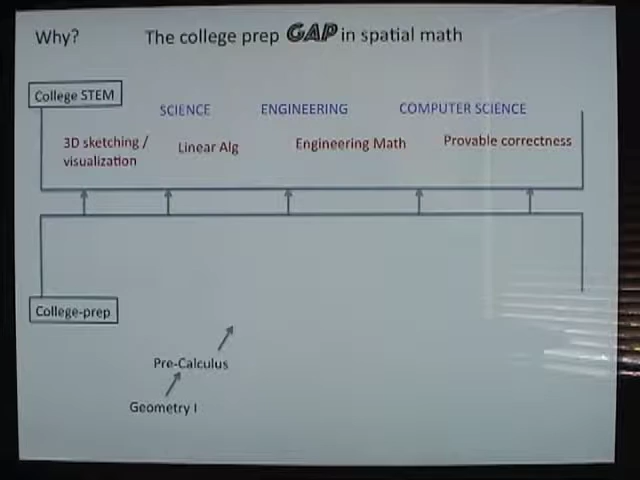 Why?
The college prep GAP in spatial math
College STEM
SCIENCE ENGINEERING COMPUTER SCIENCE
3D sketching /
visualization
Linear Alg
Engineering Math
Provable correctness
College-prep
Pre-Calculus
Geometry I